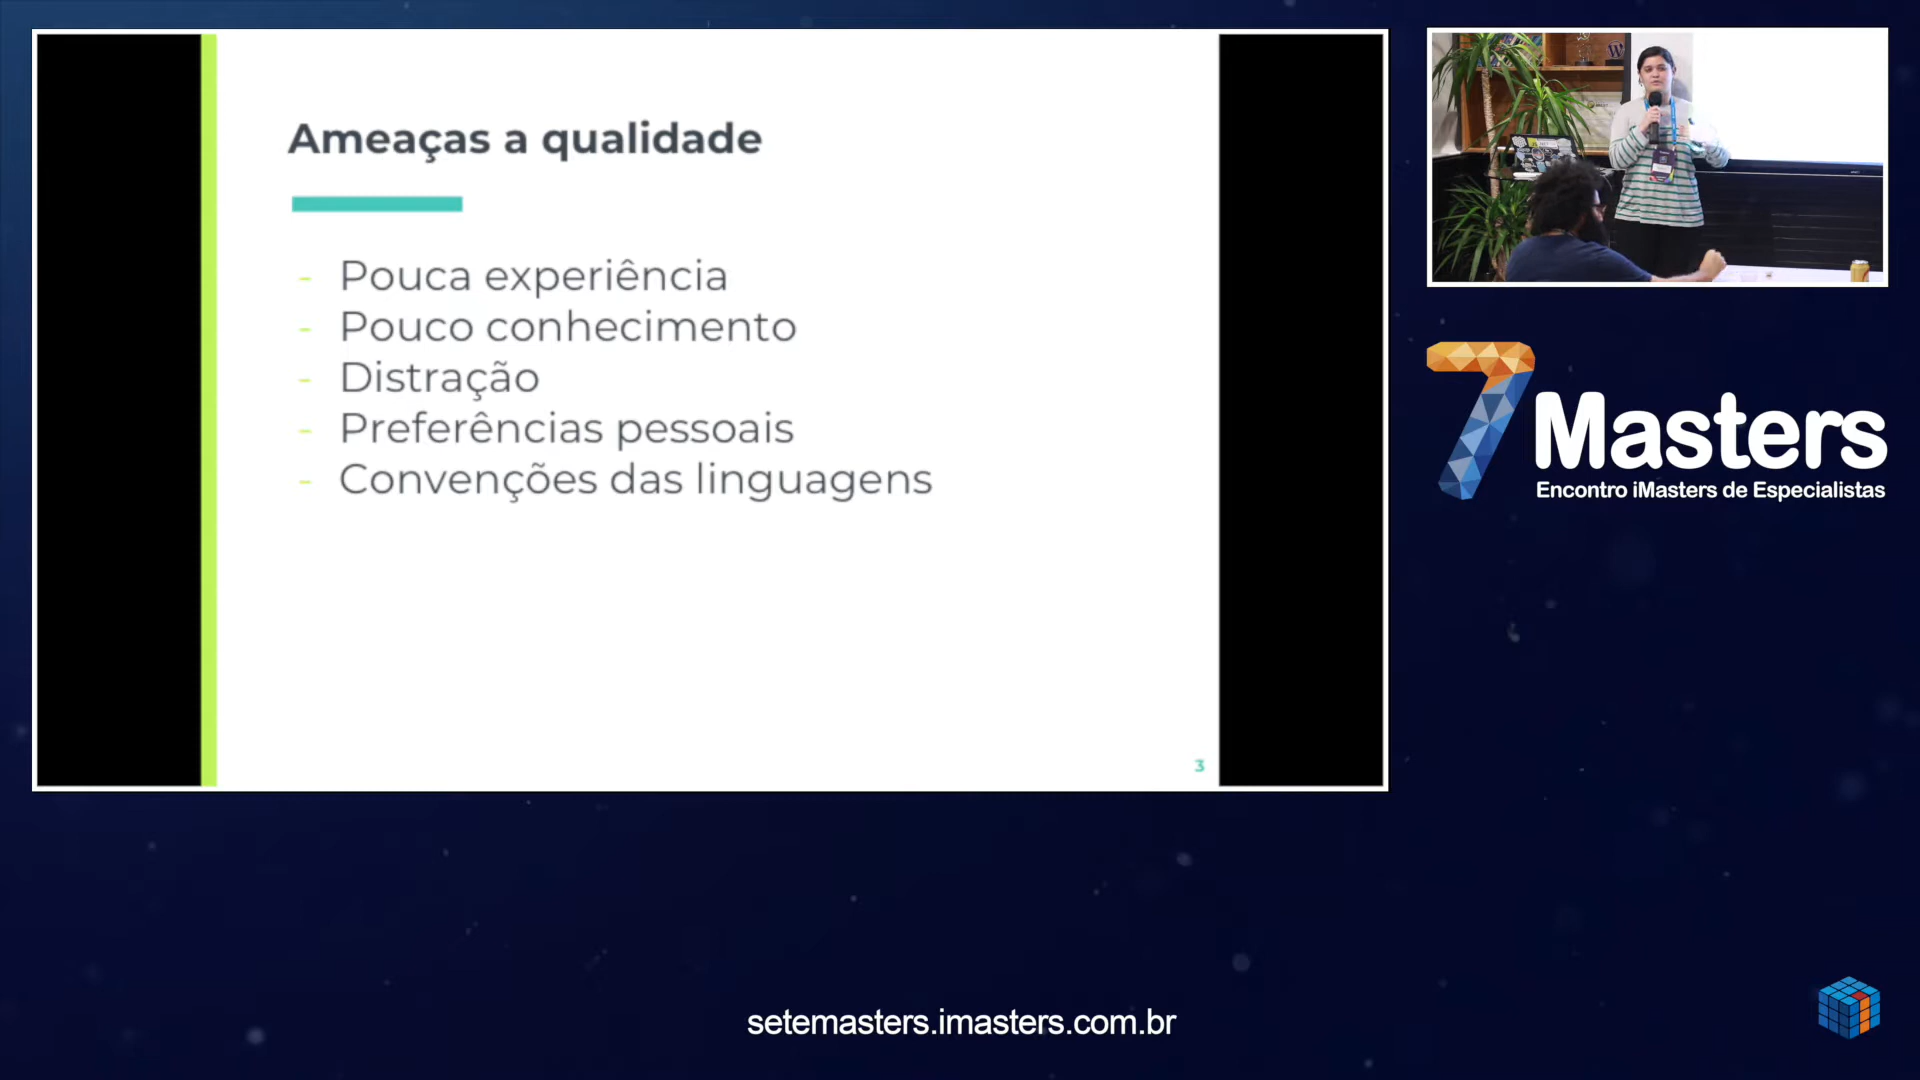 Ameaças a qualidade
- Pouca experiência
- Pouco conhecimento
- Distração
- Preferências pessoais
- Convenções das linguagens
3
7Masters
Encontro iMasters de Especialistas
setemasters.imasters.com.br